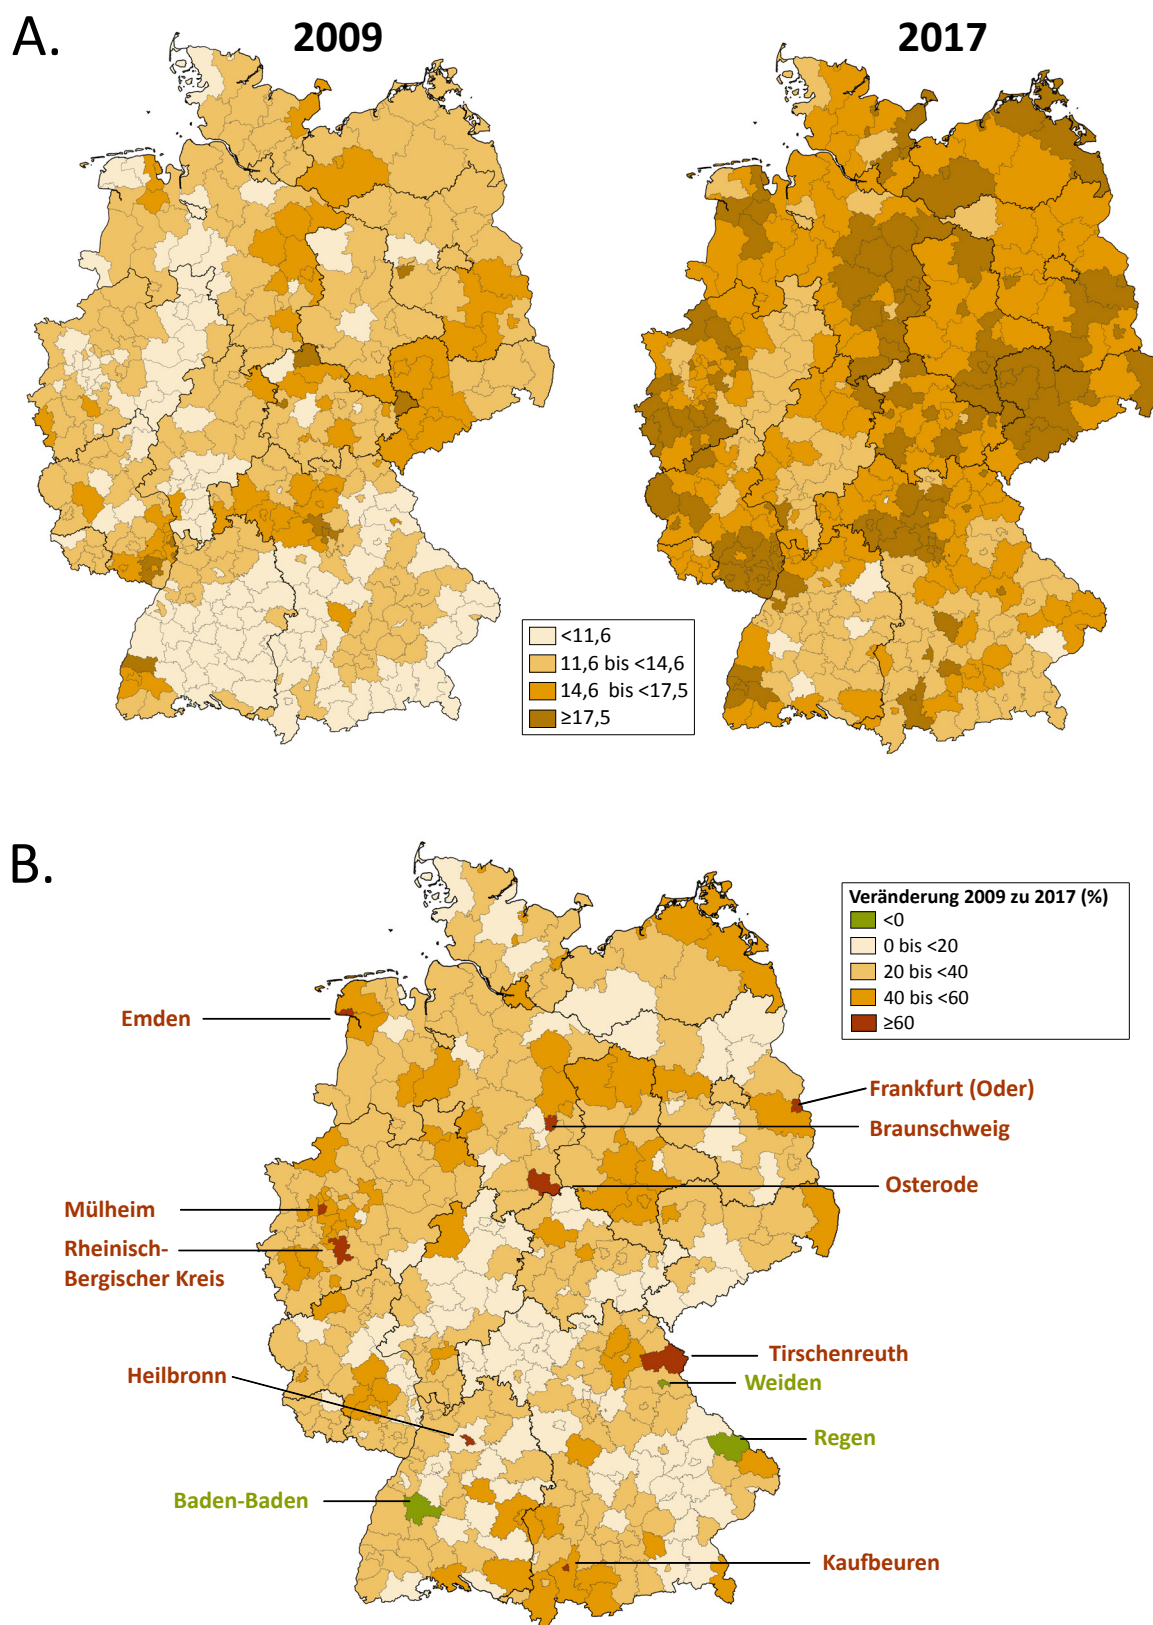 A.
2009
2017
<11,6
11,6 bis <14,6
14,6 bis <17,5
≥17,5
B.
Veränderung 2009 zu 2017 (%)
<0
0 bis <20
20 bis <40
40 bis <60
≥60
Emden
Frankfurt (Oder)
Braunschweig
Osterode
Mülheim
Rheinisch-
Bergischer Kreis
Tirschenreuth
Heilbronn
Weiden
Regen
Baden-Baden
Kaufbeuren